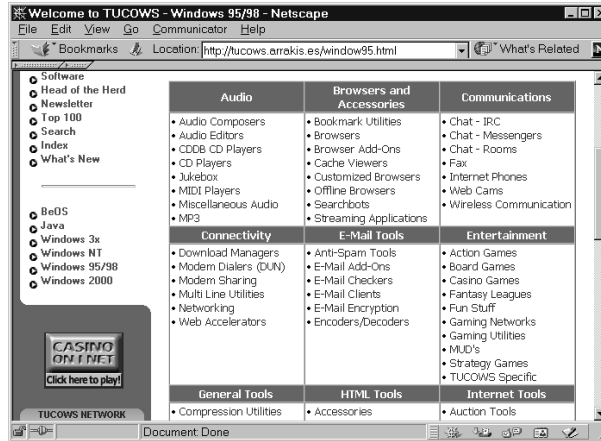 Welcome to TUCOWS - Windows 95/98 - Netscape
File Edit View Go Communicator Help
Bookmarks Location: http://tucows.arrakis.es/window95.html What's Related
Software
Head of the Herd
Newsletter
Top 100
Search
Index
What's New
BeOS
Java
Windows 3x
Windows NT
Windows 95/98
Windows 2000
CASINO
ON NET
Click here to play!
TUCOWS NETWORK
Audio
• Audio Composers
• Audio Editors
• CDDB CD Players
• CD Players
• Jukebox
• MIDI Players
• Miscellaneous Audio
• MP3
Browsers and
Accessories
• Bookmark Utilities
• Browsers
• Browser Add-Ons
• Cache Viewers
• Customized Browsers
• Offline Browsers
• Searchbots
• Streaming Applications
Communications
• Chat - IRC
• Chat - Messengers
• Chat - Rooms
• Fax
• Internet Phones
• Web Cams
• Wireless Communication
Connectivity
• Download Managers
• Modem Dialers (DUN)
• Modem Sharing
• Multi Line Utilities
• Networking
• Web Accelerators
E-Mail Tools
• Anti-Spam Tools
• E-Mail Add-Ons
• E-Mail Checkers
• E-Mail Clients
• E-Mail Encryption
• Encoders/Decoders
Entertainment
• Action Games
• Board Games
• Casino Games
• Fantasy Leagues
• Fun Stuff
• Gaming Networks
• Gaming Utilities
• MUD's
• Strategy Games
• TUCOWS Specific
General Tools
• Compression Utilities
HTML Tools
• Accessories
Internet Tools
• Auction Tools
Document: Done